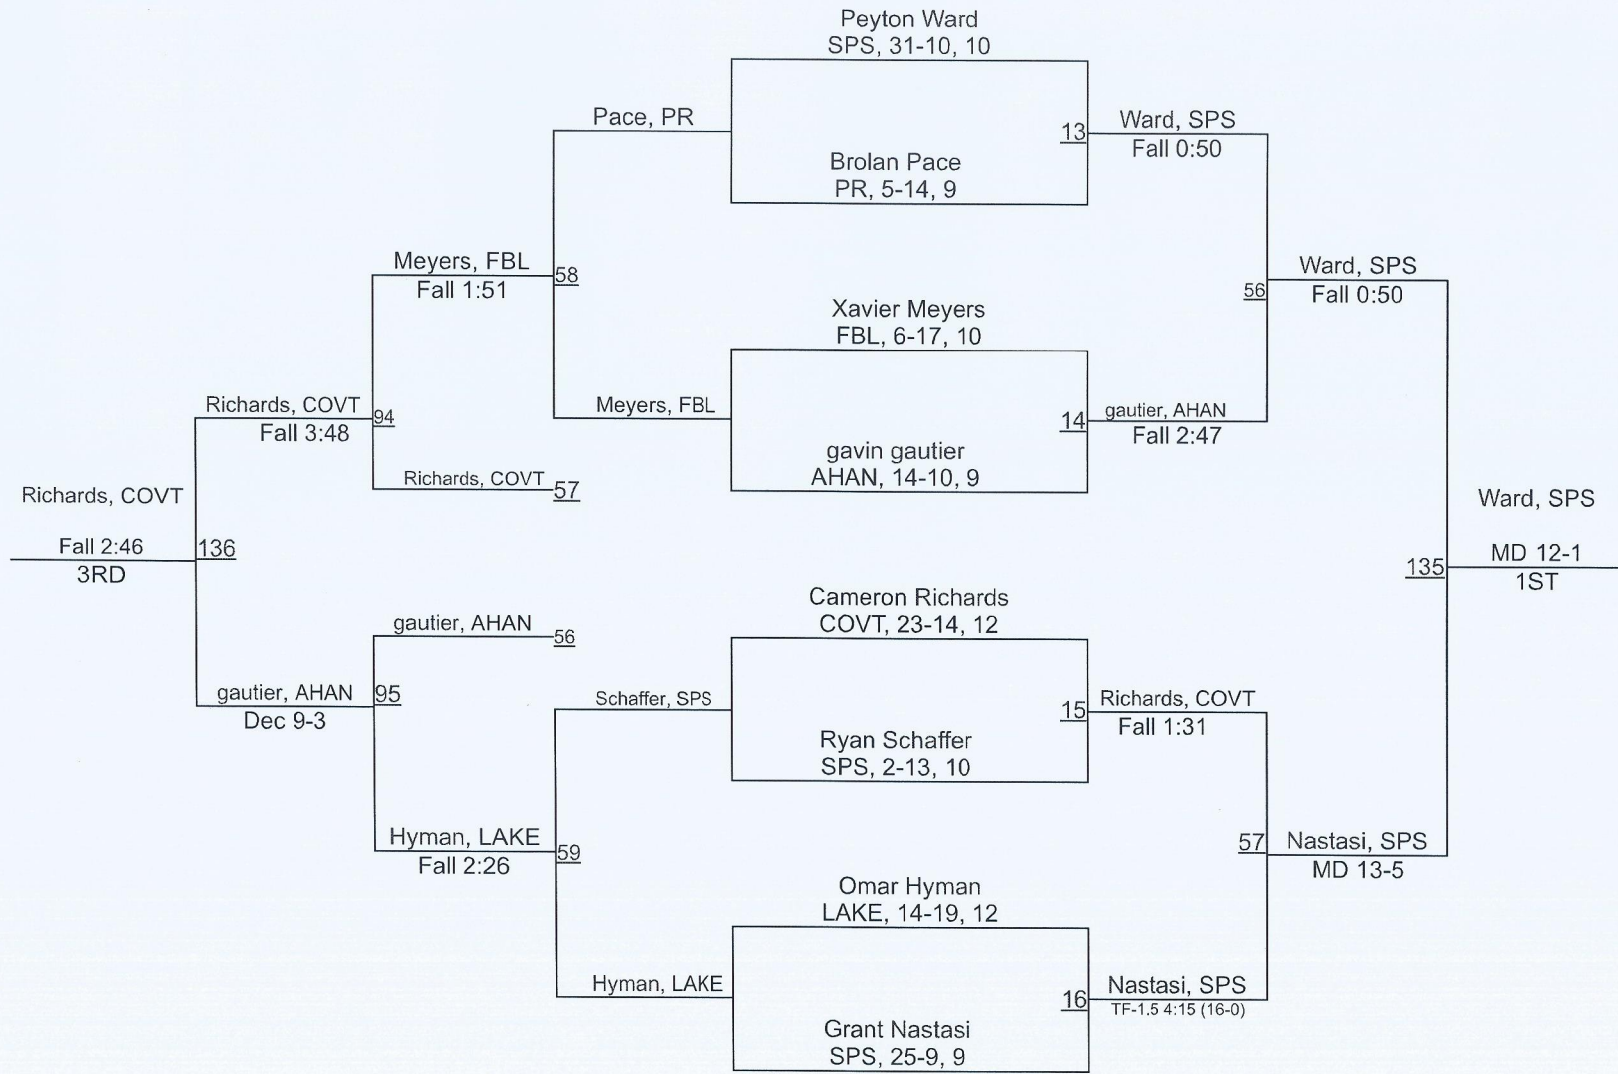 Peyton Ward
SPS, 31-10, 10
Pace, PR
13
Ward, SPS
Fall 0:50
Brolan Pace
PR, 5-14, 9
Meyers, FBL
Fall 1:51
58
Xavier Meyers
FBL, 6-17, 10
56
Ward, SPS
Fall 0:50
Richards, COVT
Fall 3:48
94
Meyers, FBL
14
gautier, AHAN
Fall 2:47
gavin gautier
AHAN, 14-10, 9
Richards, COVT
57
Richards, COVT
Fall 2:46
3RD
136
Ward, SPS
135
MD 12-1
1ST
Cameron Richards
COVT, 23-14, 12
gautier, AHAN
56
gautier, AHAN
Dec 9-3
95
Schaffer, SPS
15
Richards, COVT
Fall 1:31
Ryan Schaffer
SPS, 2-13, 10
Hyman, LAKE
Fall 2:26
59
57
Nastasi, SPS
MD 13-5
Omar Hyman
LAKE, 14-19, 12
Hyman, LAKE
16
Nastasi, SPS
TF-1.5 4:15 (16-0)
Grant Nastasi
SPS, 25-9, 9